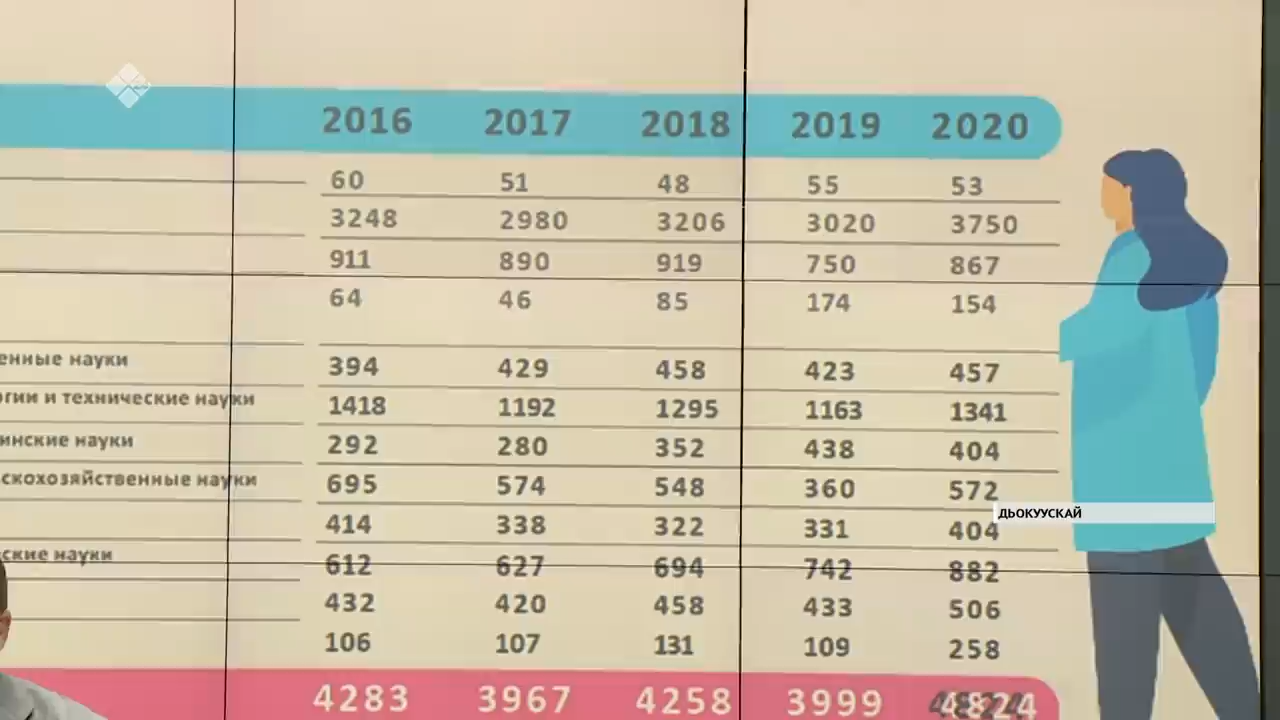 2016 2017 2018 2019 2020
60 51 48 55 53
3248 2980 3206 3020 3750
911 890 919 750 867
64 46 85 174 154
енные науки 394 429 458 423 457
гии и технические науки 1418 1192 1295 1163 1341
инские науки 292 280 352 438 404
скохозяйственные науки 695 574 548 360 572
ДЬОКУУСКАЙ
414 338 322 331 404
ские науки 612 627 694 742 882
432 420 458 433 506
106 107 131 109 258
4283 3967 4258 3999 4824